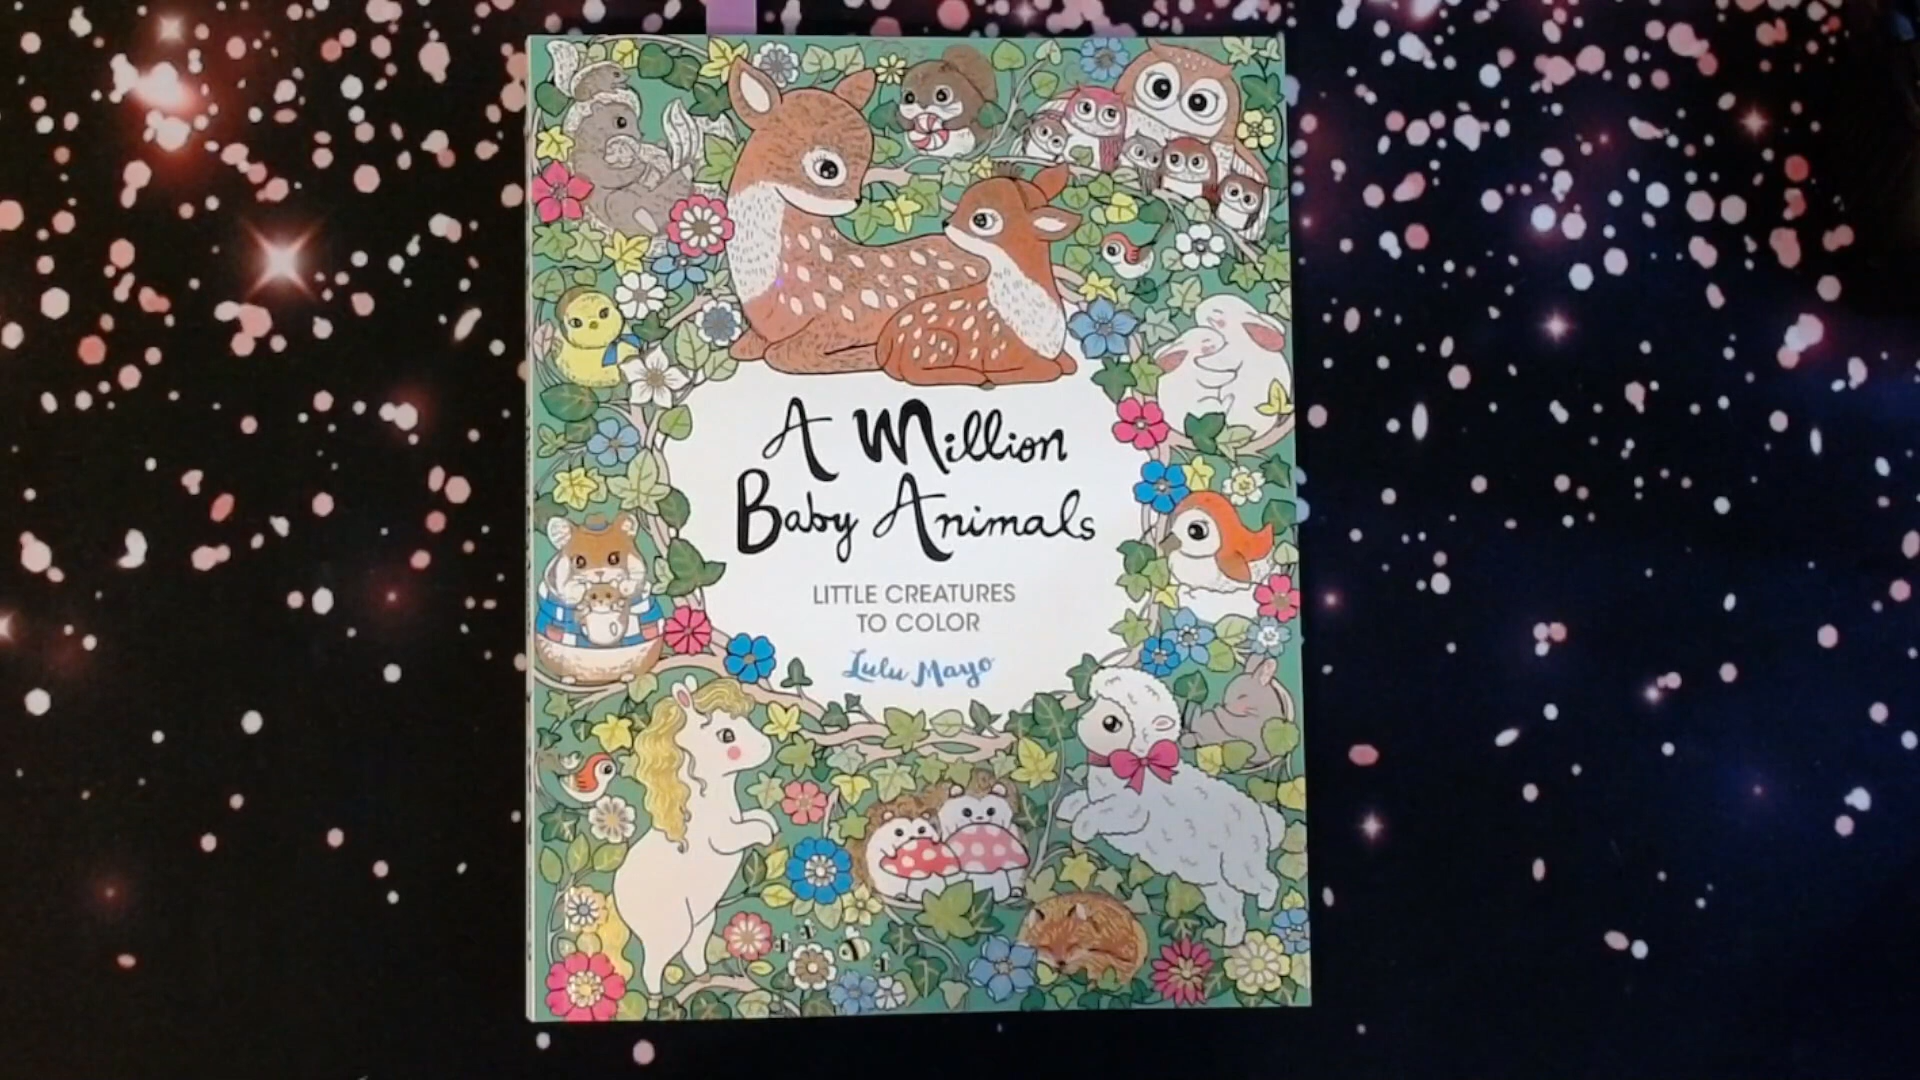 A Million
Baby Animals
LITTLE CREATURES
TO COLOR
Lulu Mayo